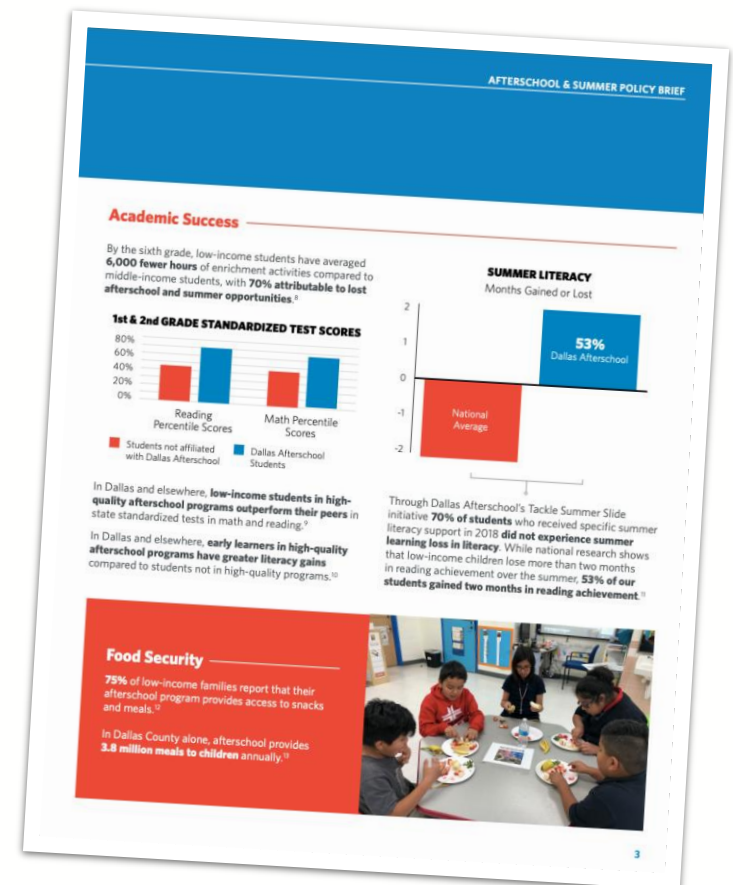 AFTERSCHOOL & SUMMER POLICY BRIEF
Academic Success
By the sixth grade, low-income students have averaged
6,000 fewer hours of enrichment activities compared to
middle-income students, with 70% attributable to lost
afterschool and summer opportunities.⁸
1st & 2nd GRADE STANDARDIZED TEST SCORES
80%
60%
40%
20%
0%
Reading
Percentile Scores
Math Percentile
Scores
Students not affiliated
with Dallas Afterschool
Dallas Afterschool
Students
In Dallas and elsewhere, low-income students in high-
quality afterschool programs outperform their peers in
state standardized tests in math and reading.⁹
In Dallas and elsewhere, early learners in high-quality
afterschool programs have greater literacy gains
compared to students not in high-quality programs.¹⁰
SUMMER LITERACY
Months Gained or Lost
2
1
0
-1
-2
53%
Dallas Afterschool
National
Average
Through Dallas Afterschool's Tackle Summer Slide
initiative 70% of students who received specific summer
literacy support in 2018 did not experience summer
learning loss in literacy. While national research shows
that low-income children lose more than two months
in reading achievement over the summer, 53% of our
students gained two months in reading achievement.¹¹
Food Security
75% of low-income families report that their
afterschool program provides access to snacks
and meals.¹²
In Dallas County alone, afterschool provides
3.8 million meals to children annually.¹³
3